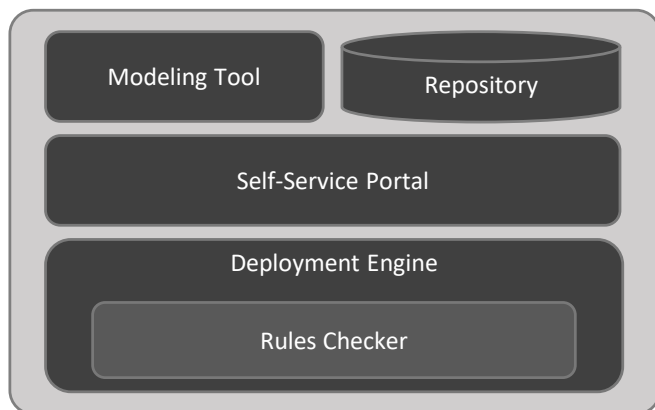 Modeling Tool
Repository
Self-Service Portal
Deployment Engine
Rules Checker